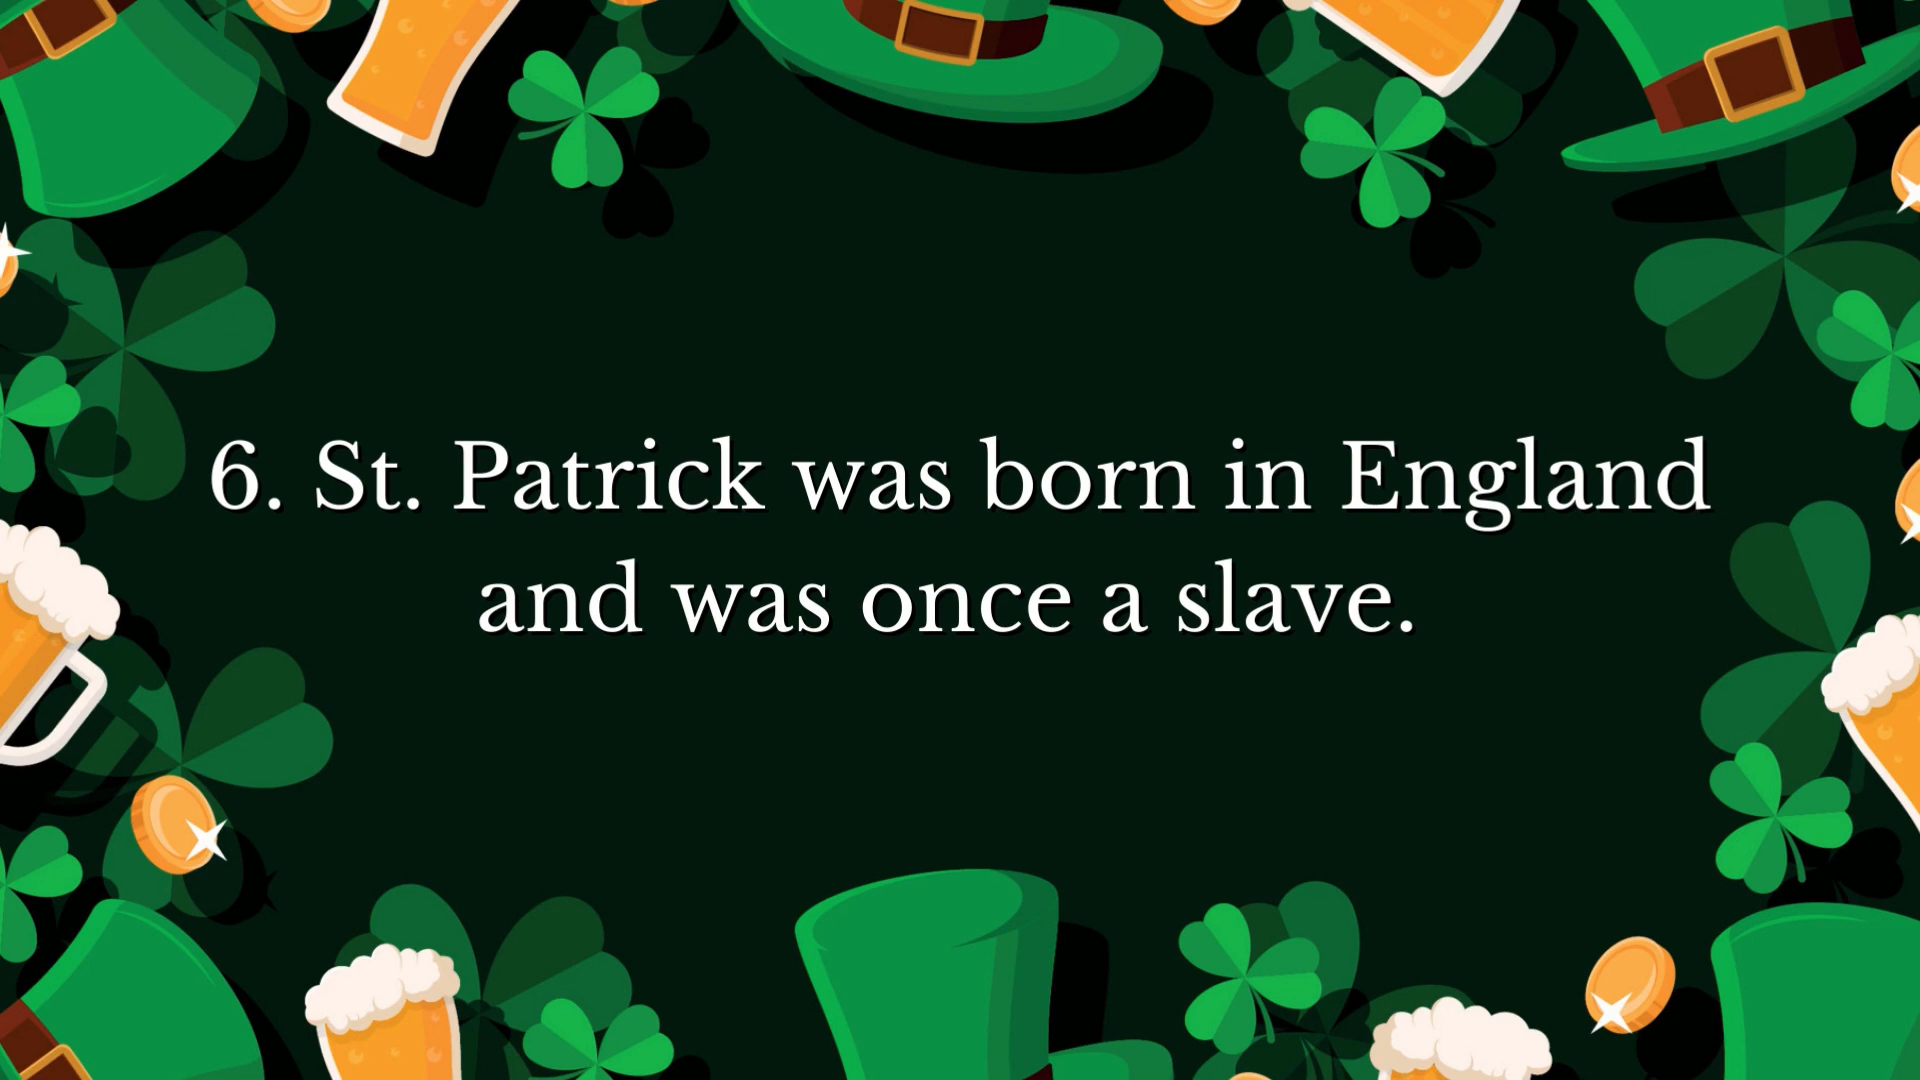 6. St. Patrick was born in England
and was once a slave.